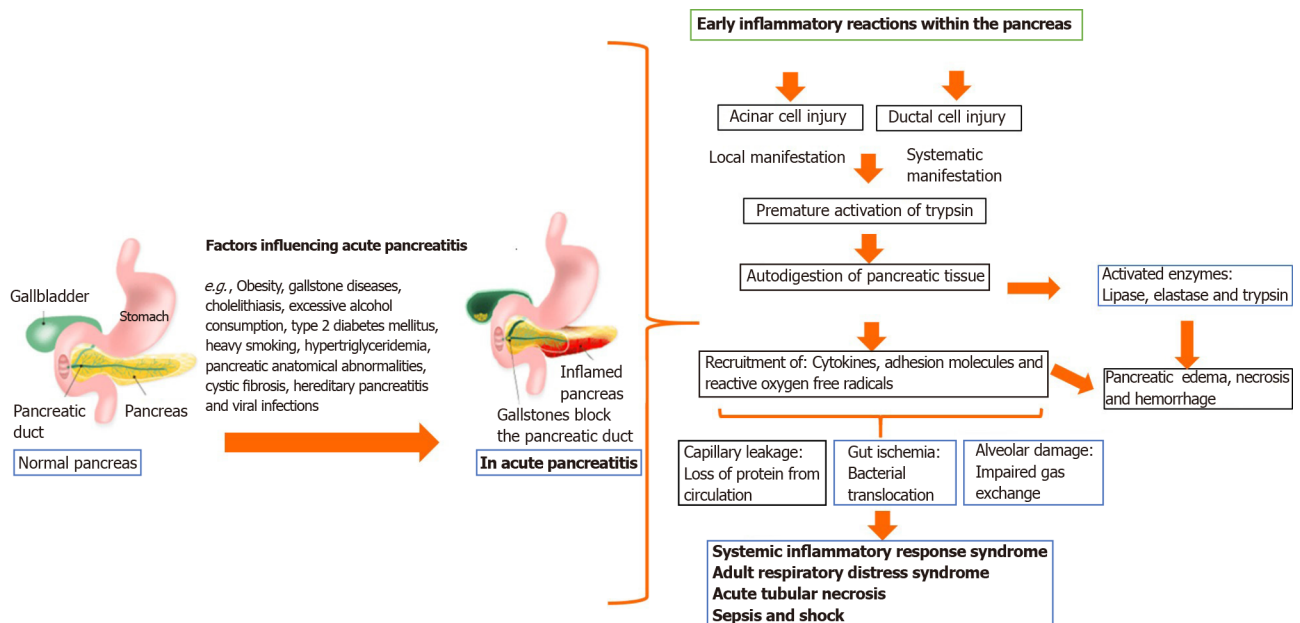 Early inflammatory reactions within the pancreas
Acinar cell injury
Ductal cell injury
Local manifestation
Systematic
manifestation
Premature activation of trypsin
Autodigestion of pancreatic tissue
Activated enzymes:
Lipase, elastase and trypsin
Recruitment of: Cytokines, adhesion molecules and
reactive oxygen free radicals
Pancreatic edema, necrosis
and hemorrhage
Capillary leakage:
Loss of protein from
circulation
Gut ischemia:
Bacterial
translocation
Alveolar damage:
Impaired gas
exchange
Systemic inflammatory response syndrome
Adult respiratory distress syndrome
Acute tubular necrosis
Sepsis and shock
Factors influencing acute pancreatitis
e.g., Obesity, gallstone diseases,
cholelithiasis, excessive alcohol
consumption, type 2 diabetes mellitus,
heavy smoking, hypertriglyceridemia,
pancreatic anatomical abnormalities,
cystic fibrosis, hereditary pancreatitis
and viral infections
Gallbladder
Stomach
Pancreatic
duct
Pancreas
Normal pancreas
Inflamed
pancreas
Gallstones block
the pancreatic duct
In acute pancreatitis